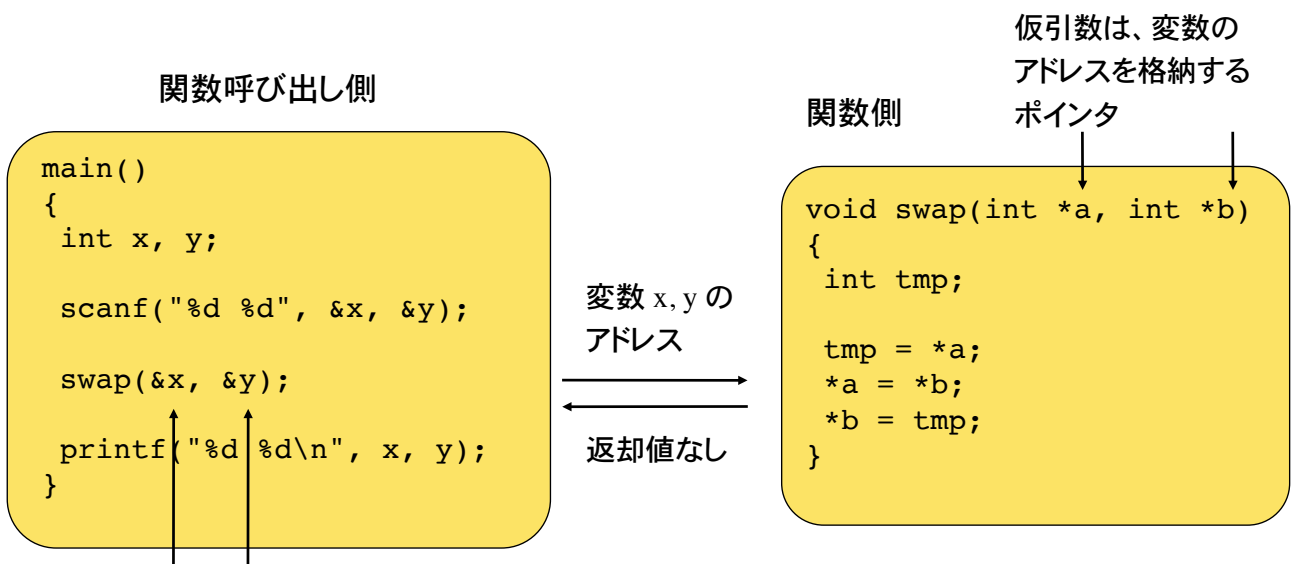 関数呼び出し側
main()
{
int x, y;
scanf("%d %d", &x, &y);
swap(&x, &y);
printf("%d %d\n", x, y);
}
変数 x, y の
アドレス
返却値なし
仮引数は、変数の
アドレスを格納する
ポインタ
関数側
void swap(int *a, int *b)
{
int tmp;
tmp = *a;
*a = *b;
*b = tmp;
}